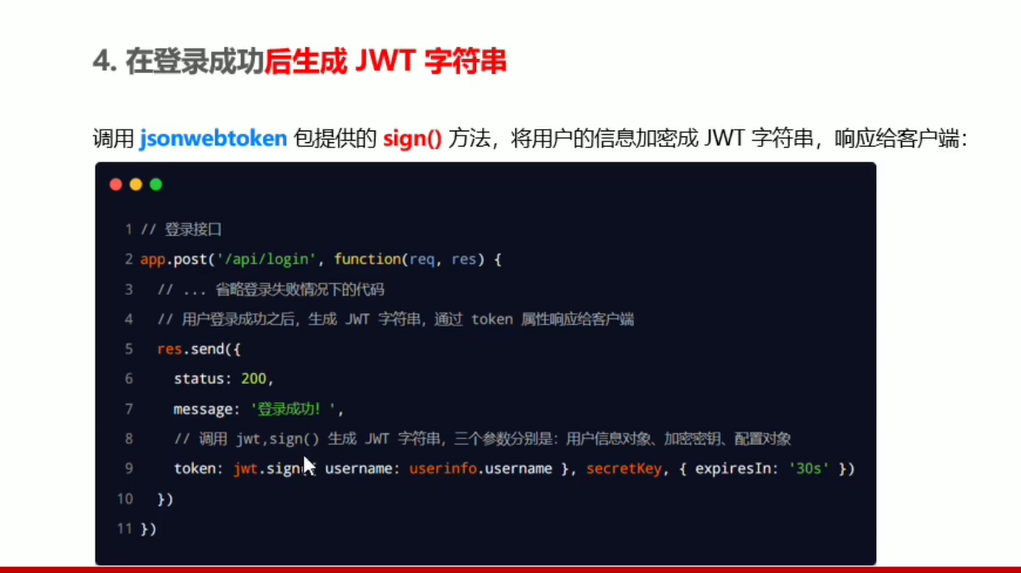 4. 在登录成功后生成 JWT 字符串
调用 jsonwebtoken 包提供的 sign() 方法，将用户的信息加密成 JWT 字符串，响应给客户端：
1 // 登录接口
2 app.post('/api/login', function(req, res) {
3 // ... 省略登录失败情况下的代码
4 // 用户登录成功之后，生成 JWT 字符串，通过 token 属性响应给客户端
5 res.send({
6 status: 200,
7 message: '登录成功！',
8 // 调用 jwt,sign() 生成 JWT 字符串，三个参数分别是：用户信息对象、加密密钥、配置对象
9 token: jwt.sign({ username: userinfo.username }, secretKey, { expiresIn: '30s' })
10 })
11 })